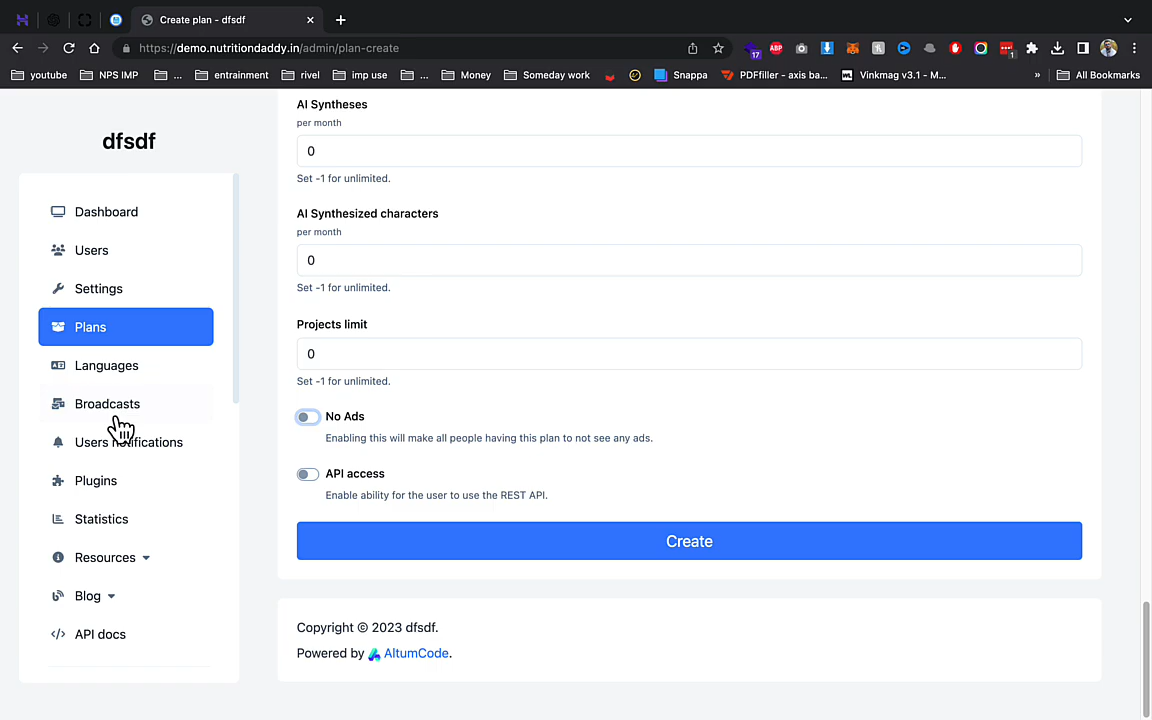 Create plan - dfsdf
https://demo.nutritiondaddy.in/admin/plan-create
17
ABP
1
youtube
NPS IMP
...
entrainment
rivel
imp use
...
Money
Someday work
Snappa
PDFfiller - axis ba...
Vinkmag v3.1 - M...
»
All Bookmarks
dfsdf
Dashboard
Users
Settings
Plans
Languages
Broadcasts
Users notifications
Plugins
Statistics
Resources
Blog
API docs
AI Syntheses
per month
0
Set -1 for unlimited.
AI Synthesized characters
per month
0
Set -1 for unlimited.
Projects limit
0
Set -1 for unlimited.
No Ads
Enabling this will make all people having this plan to not see any ads.
API access
Enable ability for the user to use the REST API.
Create
Copyright © 2023 dfsdf.
Powered by AltumCode.